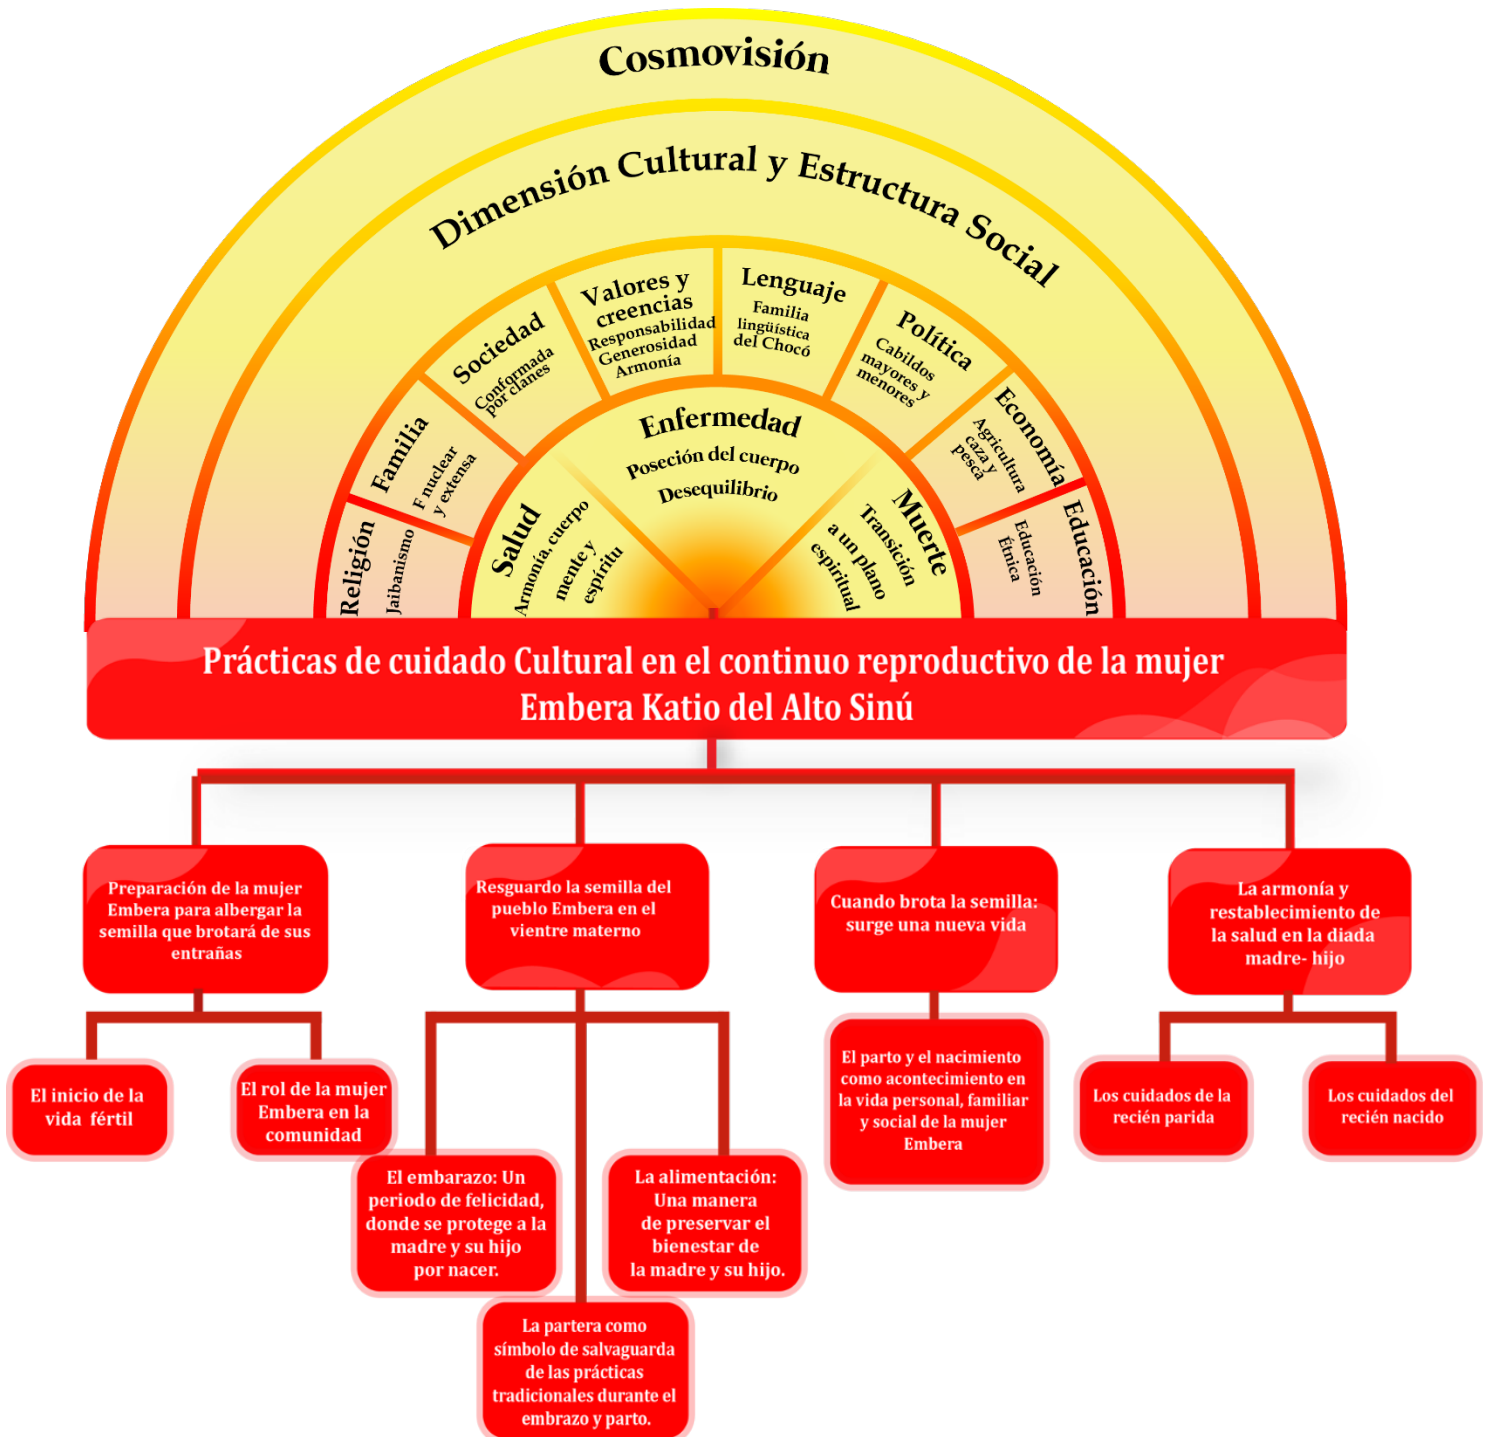 Cosmovisión
Dimensión Cultural y Estructura Social
Religión
Jaibanismo
Familia
F nuclear
y extensa
Sociedad
Conformada
por clanes
Valores y
creencias
Responsabilidad
Generosidad
Armonía
Lenguaje
Familia
lingüística
del Chocó
Política
Cabildos
mayores y
menores
Economía
Agricultura
caza y
pesca
Educación
Educación
Étnica
Salud
Armonía, cuerpo
mente y
espíritu
Enfermedad
Poseción del cuerpo
Desequilibrio
Muerte
Transición
a un plano
espiritual
Prácticas de cuidado Cultural en el continuo reproductivo de la mujer
Embera Katio del Alto Sinú
Preparación de la mujer
Embera para albergar la
semilla que brotará de sus
entrañas
Resguardo la semilla del
pueblo Embera en el
vientre materno
Cuando brota la semilla:
surge una nueva vida
La armonía y
restablecimiento de
la salud en la diada
madre- hijo
El inicio de la
vida fértil
El rol de la mujer
Embera en la
comunidad
El embarazo: Un
periodo de felicidad,
donde se protege a la
madre y su hijo
por nacer.
La partera como
símbolo de salvaguarda
de las prácticas
tradicionales durante el
embrazo y parto.
La alimentación:
Una manera
de preservar el
bienestar de
la madre y su hijo.
El parto y el nacimiento
como acontecimiento en
la vida personal, familiar
y social de la mujer
Embera
Los cuidados de la
recién parida
Los cuidados del
recién nacido